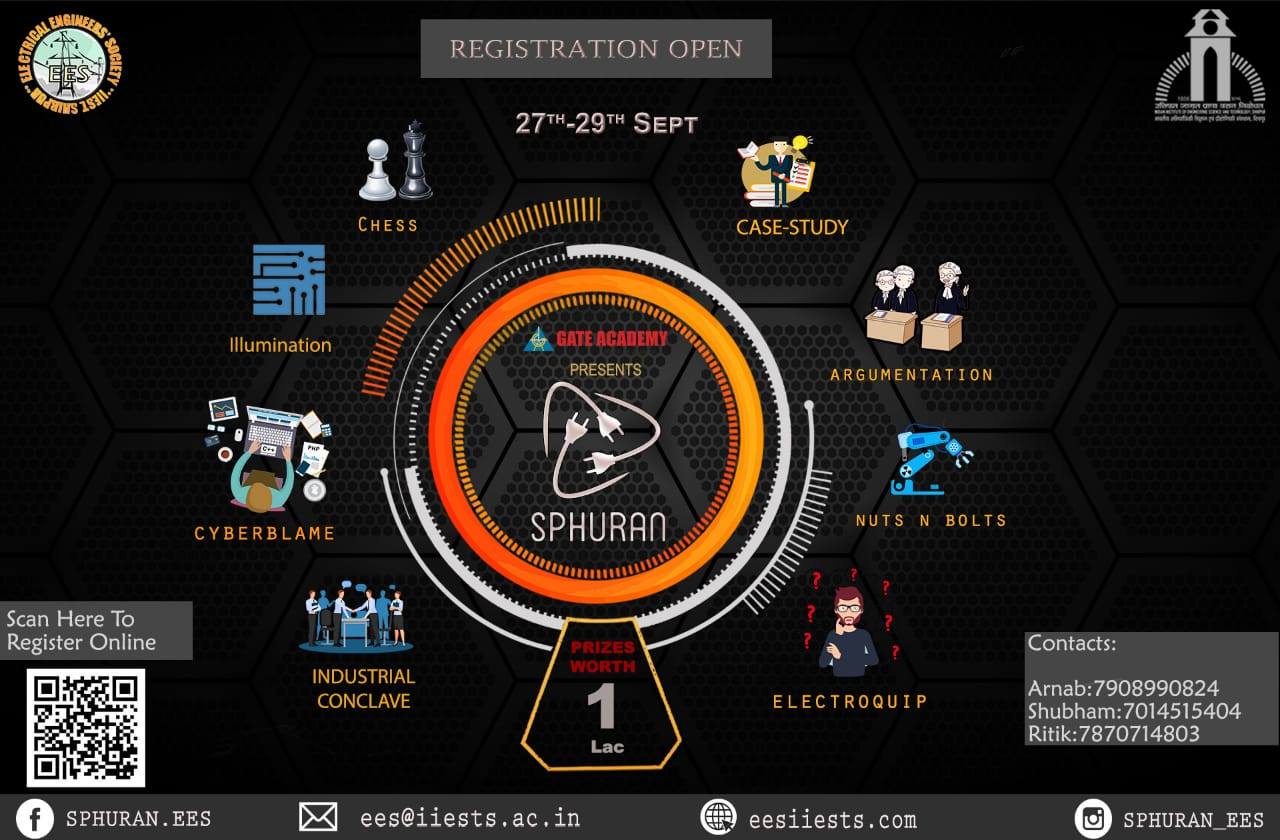 ELECTRICAL ENGINEERS' SOCIETY
EES
IIEST, SHIBPUR
REGISTRATION OPEN
27TH-29TH SEPT
CHESS
CASE-STUDY
Illumination
ARGUMENTATION
GATE ACADEMY
PRESENTS
SPHURAN
C++
PHP
CYBERBLAME
NUTS N BOLTS
INDUSTRIAL
CONCLAVE
ELECTROQUIP
PRIZES
WORTH
1
Lac
Scan Here To
Register Online
Contacts:
Arnab:7908990824
Shubham:7014515404
Ritik:7870714803
SPHURAN.EES
ees@iiests.ac.in
eesiiests.com
SPHURAN_EES